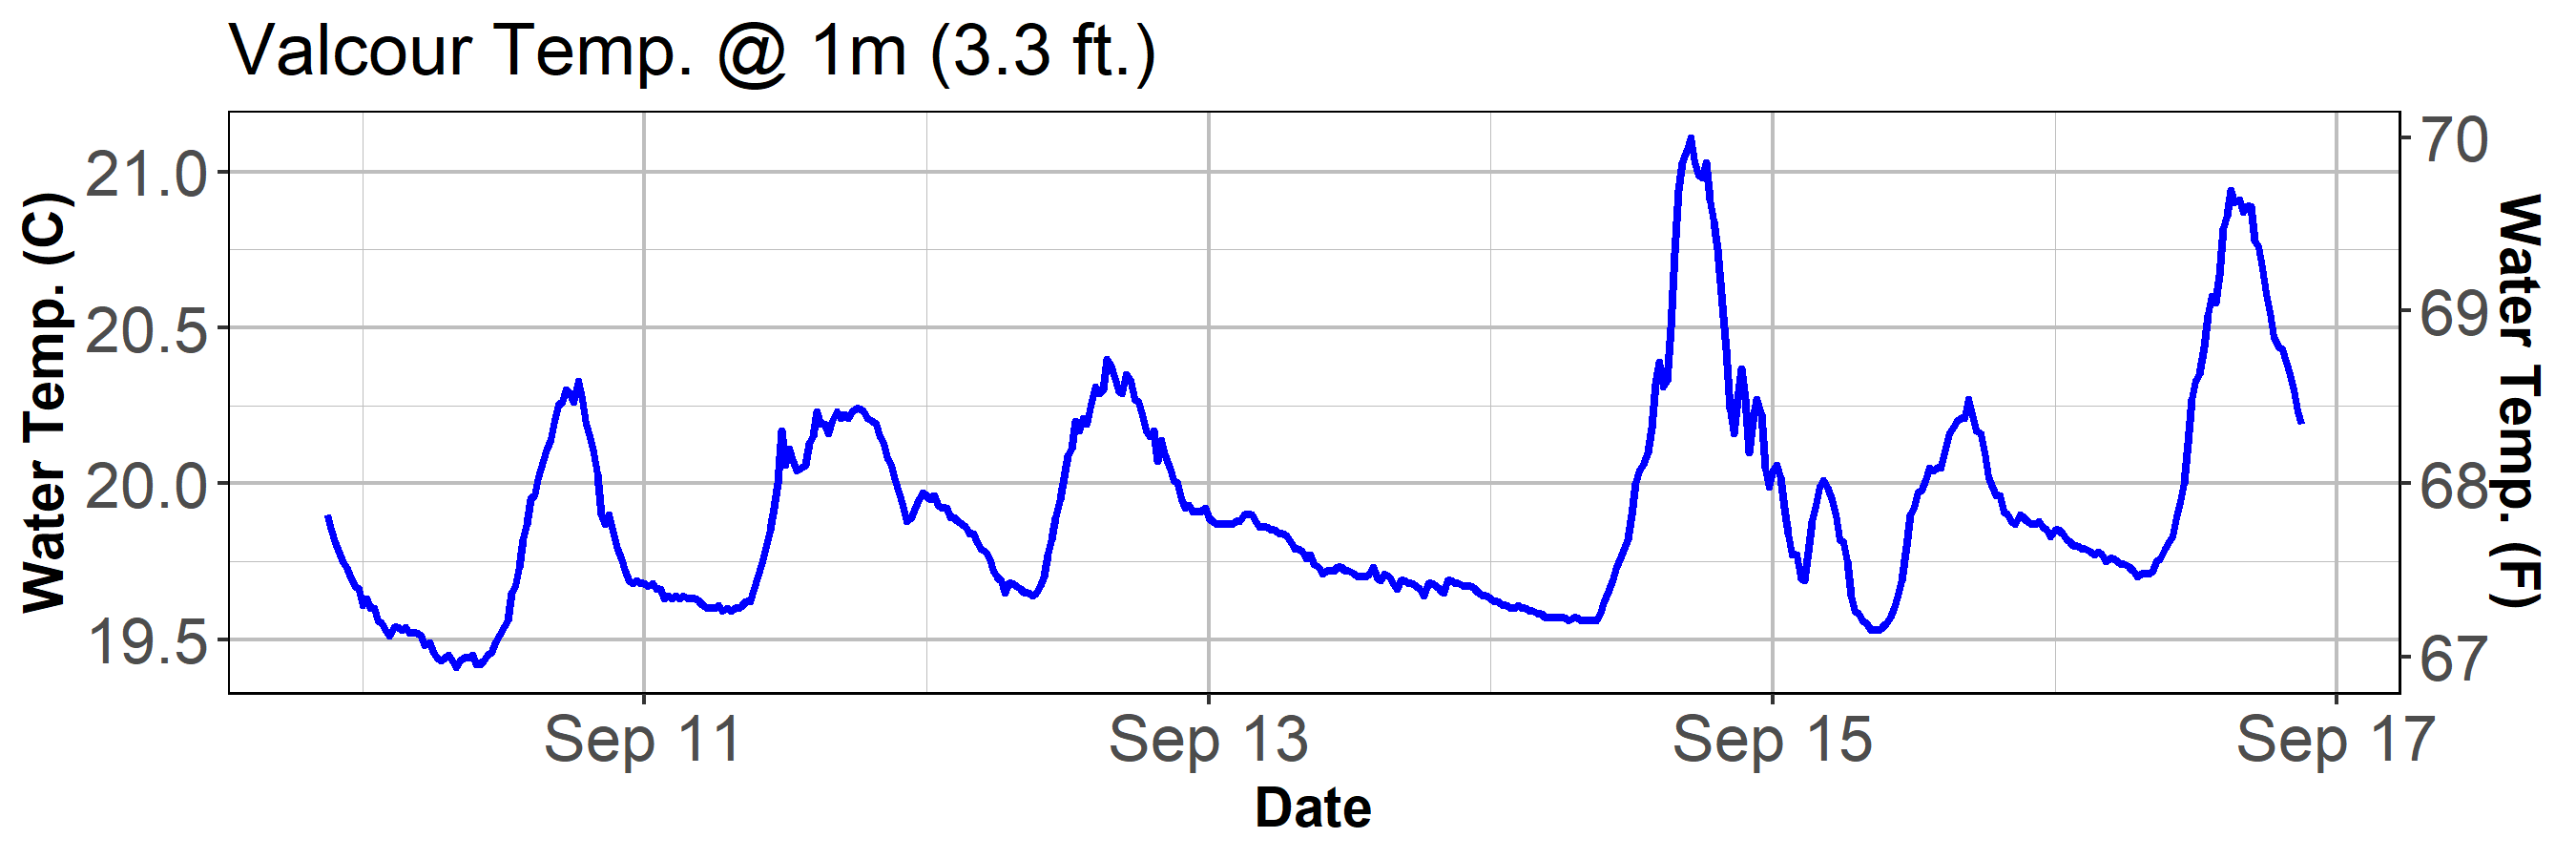 Valcour Temp. @ 1m (3.3 ft.)
Water Temp. (C)
21.0
20.5
20.0
19.5
70
69
68
67
Water Temp. (F)
Sep 11
Sep 13
Sep 15
Sep 17
Date